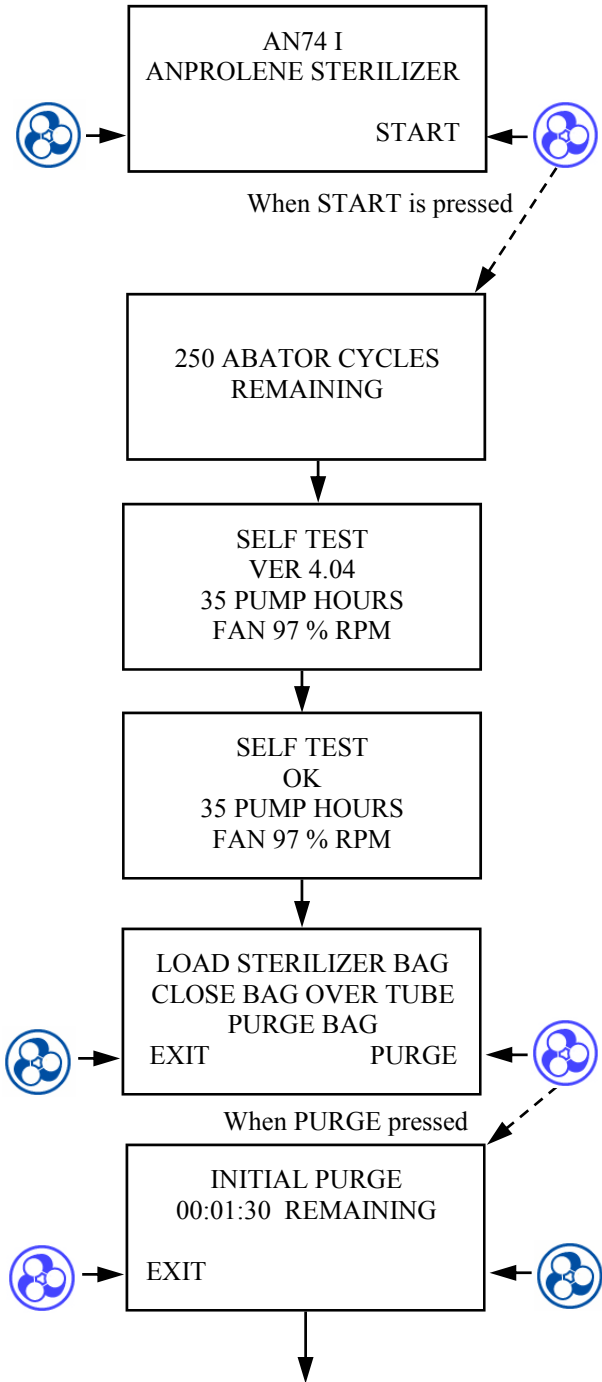 AN74 I
ANPROLENE STERILIZER
START
When START is pressed
250 ABATOR CYCLES
REMAINING
SELF TEST
VER 4.04
35 PUMP HOURS
FAN 97 % RPM
SELF TEST
OK
35 PUMP HOURS
FAN 97 % RPM
LOAD STERILIZER BAG
CLOSE BAG OVER TUBE
PURGE BAG
EXIT PURGE
When PURGE pressed
INITIAL PURGE
00:01:30 REMAINING
EXIT